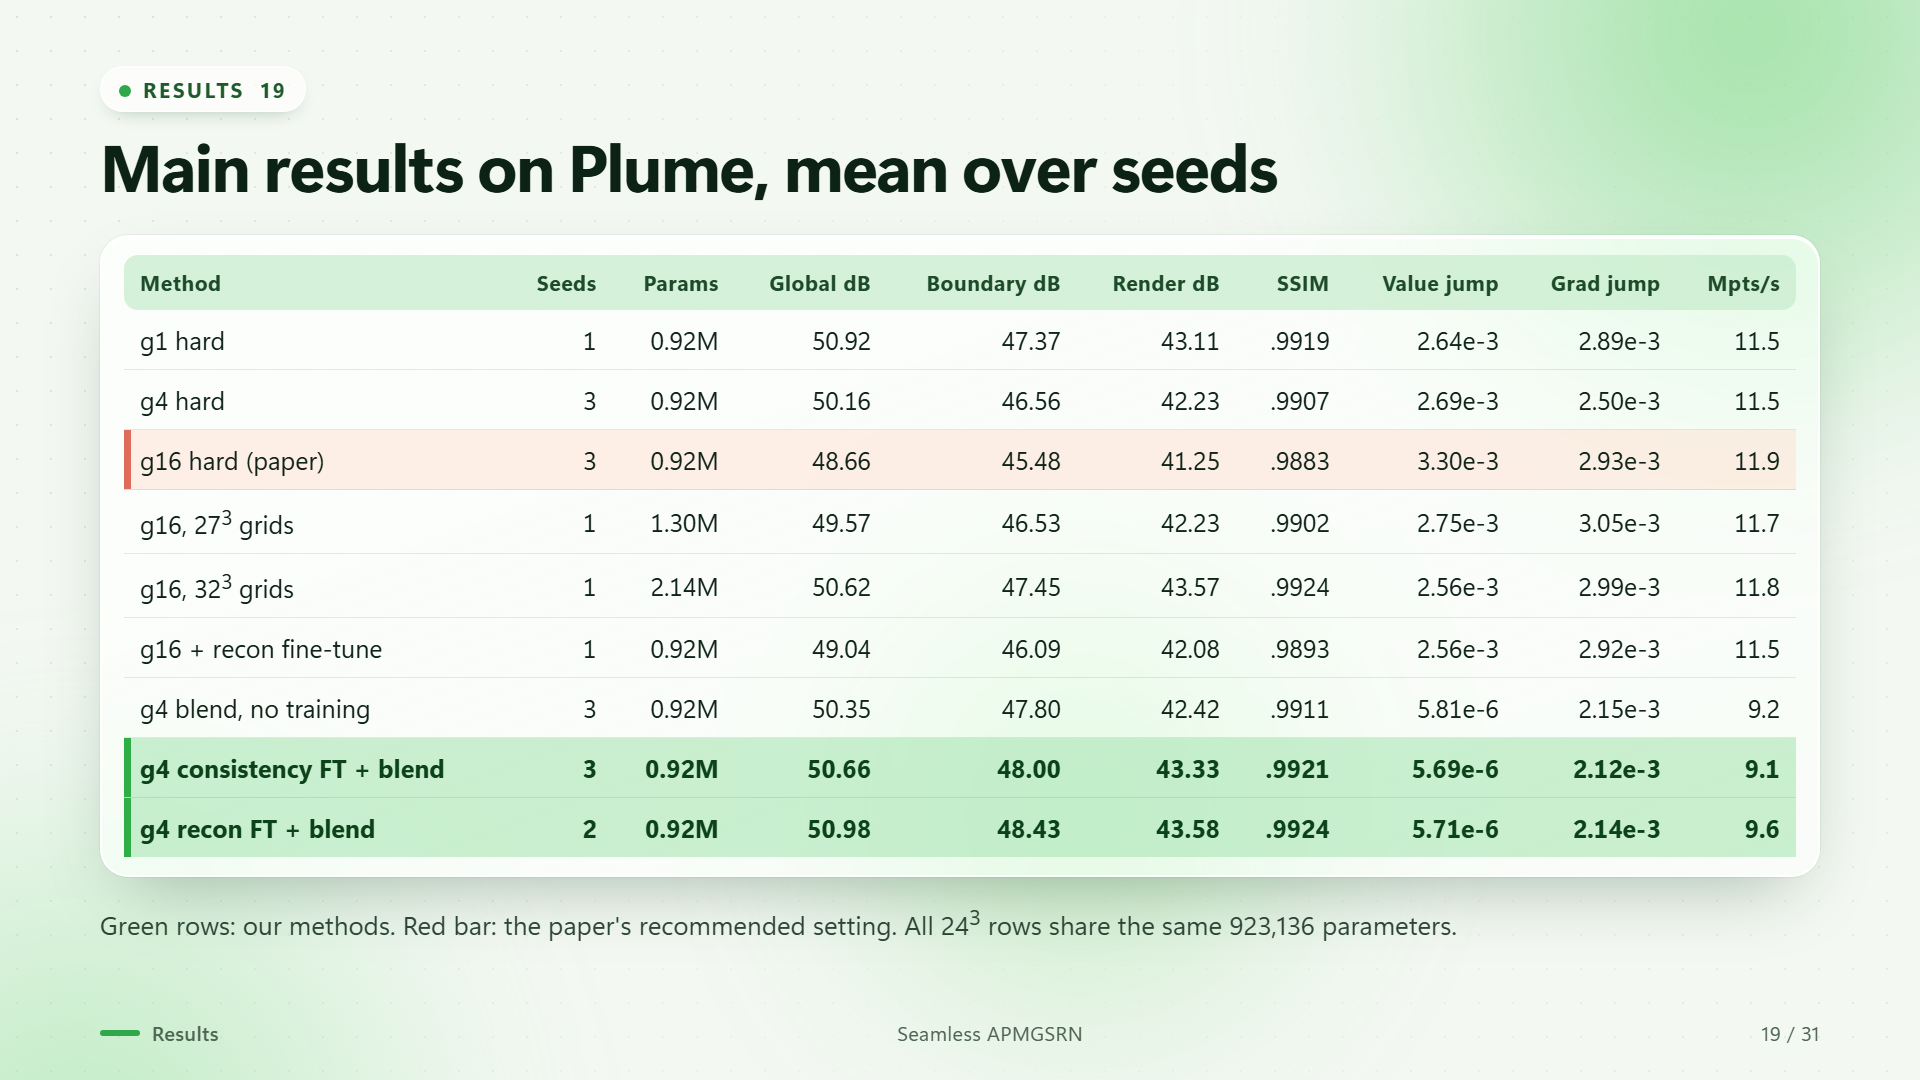 RESULTS 19
Main results on Plume, mean over seeds
Method Seeds Params Global dB Boundary dB Render dB SSIM Value jump Grad jump Mpts/s
g1 hard 1 0.92M 50.92 47.37 43.11 .9919 2.64e-3 2.89e-3 11.5
g4 hard 3 0.92M 50.16 46.56 42.23 .9907 2.69e-3 2.50e-3 11.5
g16 hard (paper) 3 0.92M 48.66 45.48 41.25 .9883 3.30e-3 2.93e-3 11.9
g16, 27³ grids 1 1.30M 49.57 46.53 42.23 .9902 2.75e-3 3.05e-3 11.7
g16, 32³ grids 1 2.14M 50.62 47.45 43.57 .9924 2.56e-3 2.99e-3 11.8
g16 + recon fine-tune 1 0.92M 49.04 46.09 42.08 .9893 2.56e-3 2.92e-3 11.5
g4 blend, no training 3 0.92M 50.35 47.80 42.42 .9911 5.81e-6 2.15e-3 9.2
g4 consistency FT + blend 3 0.92M 50.66 48.00 43.33 .9921 5.69e-6 2.12e-3 9.1
g4 recon FT + blend 2 0.92M 50.98 48.43 43.58 .9924 5.71e-6 2.14e-3 9.6
Green rows: our methods. Red bar: the paper's recommended setting. All 24³ rows share the same 923,136 parameters.
Results Seamless APMGSRN 19 / 31